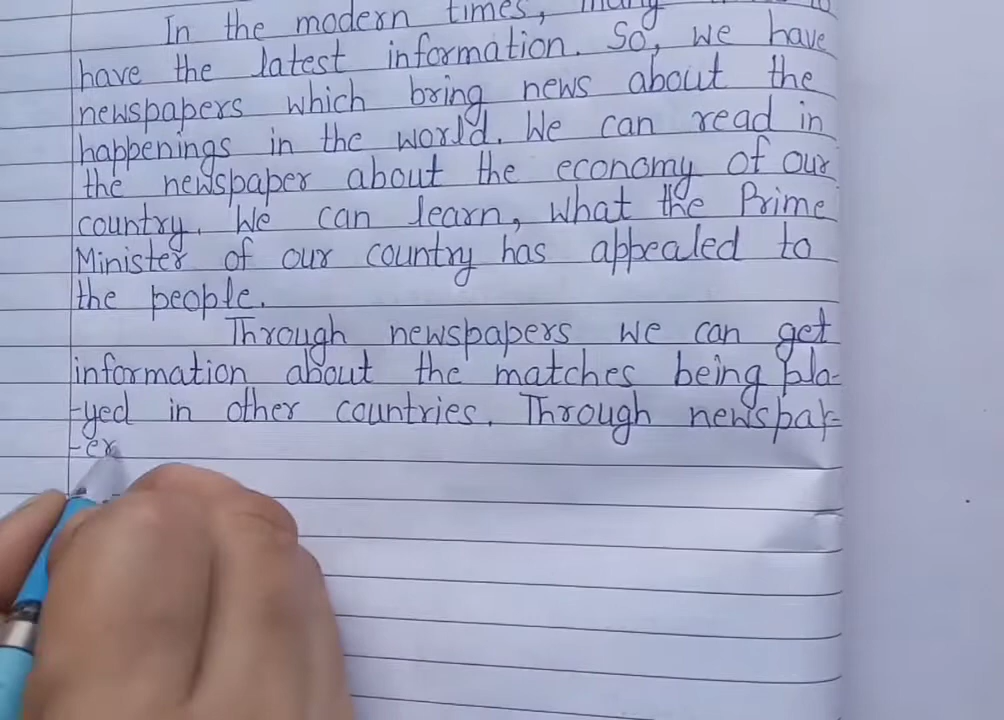 In the modern times, many
have the latest information. So, we have
newspapers which bring news about the
happenings in the world. We can read in
the newspaper about the economy of our
country. We can learn, what the Prime
Minister of our country has appealed to
the people.
Through newspapers we can get
information about the matches being pla-
-yed in other countries. Through newspap-
-er